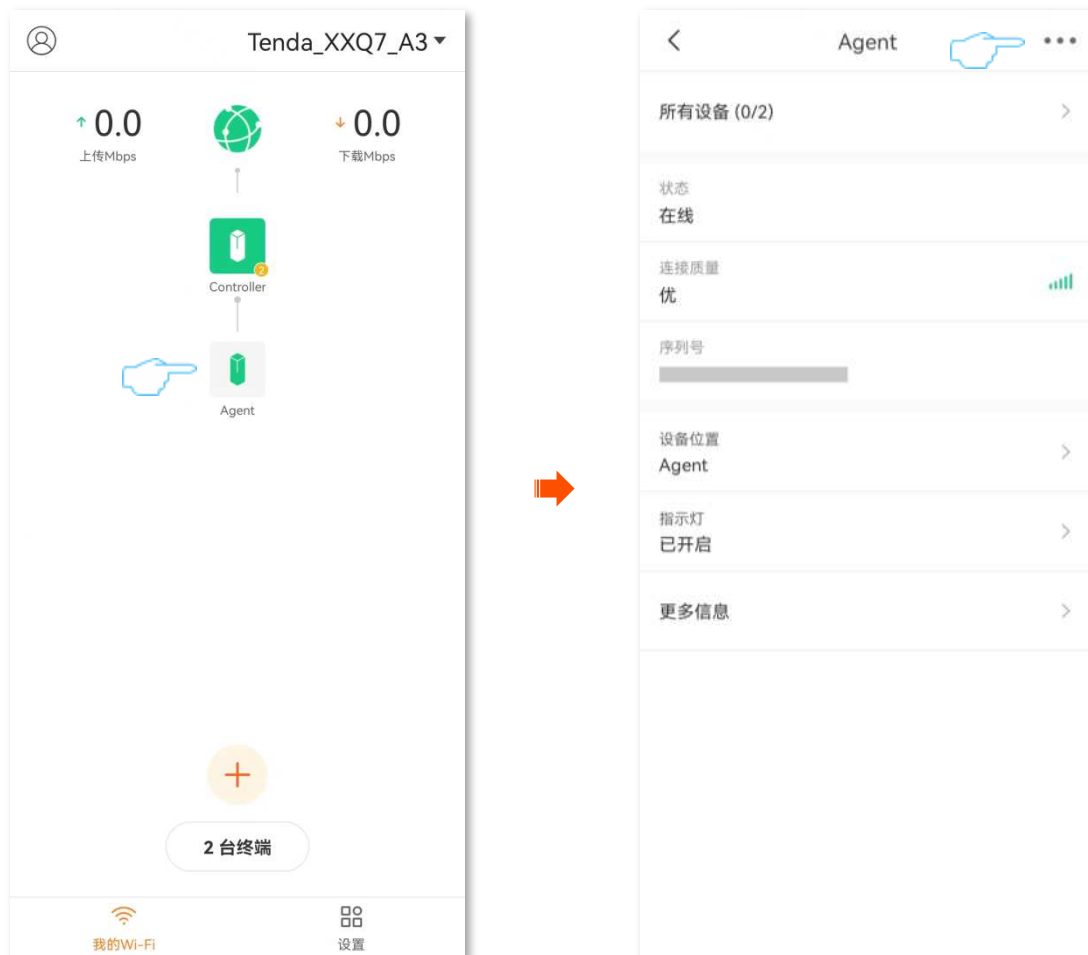 Tenda_XXQ7_A3
0.0
上传Mbps
0.0
下载Mbps
2
Controller
Agent
2 台终端
我的Wi-Fi
设置
Agent
所有设备 (0/2)
状态
在线
连接质量
优
序列号
设备位置
Agent
指示灯
已开启
更多信息